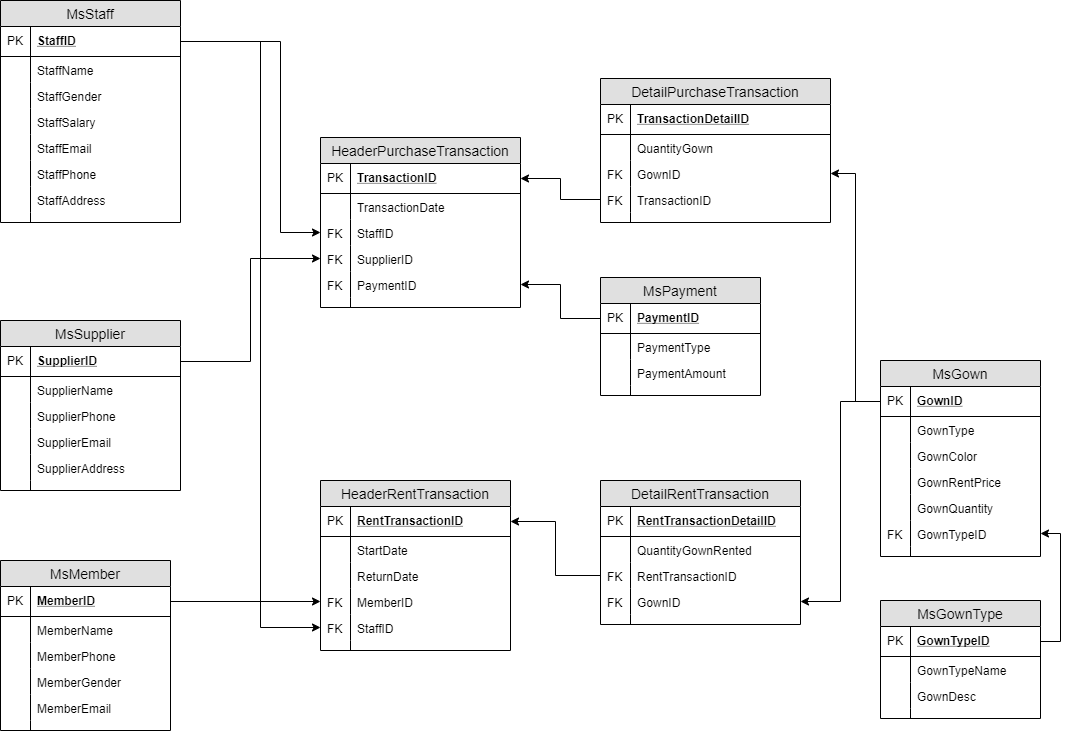 MsStaff
PK StaffID
StaffName
StaffGender
StaffSalary
StaffEmail
StaffPhone
StaffAddress
MsSupplier
PK SupplierID
SupplierName
SupplierPhone
SupplierEmail
SupplierAddress
MsMember
PK MemberID
MemberName
MemberPhone
MemberGender
MemberEmail
HeaderPurchaseTransaction
PK TransactionID
TransactionDate
FK StaffID
FK SupplierID
FK PaymentID
HeaderRentTransaction
PK RentTransactionID
StartDate
ReturnDate
FK MemberID
FK StaffID
DetailPurchaseTransaction
PK TransactionDetailID
QuantityGown
FK GownID
FK TransactionID
MsPayment
PK PaymentID
PaymentType
PaymentAmount
DetailRentTransaction
PK RentTransactionDetailID
QuantityGownRented
FK RentTransactionID
FK GownID
MsGown
PK GownID
GownType
GownColor
GownRentPrice
GownQuantity
FK GownTypeID
MsGownType
PK GownTypeID
GownTypeName
GownDesc